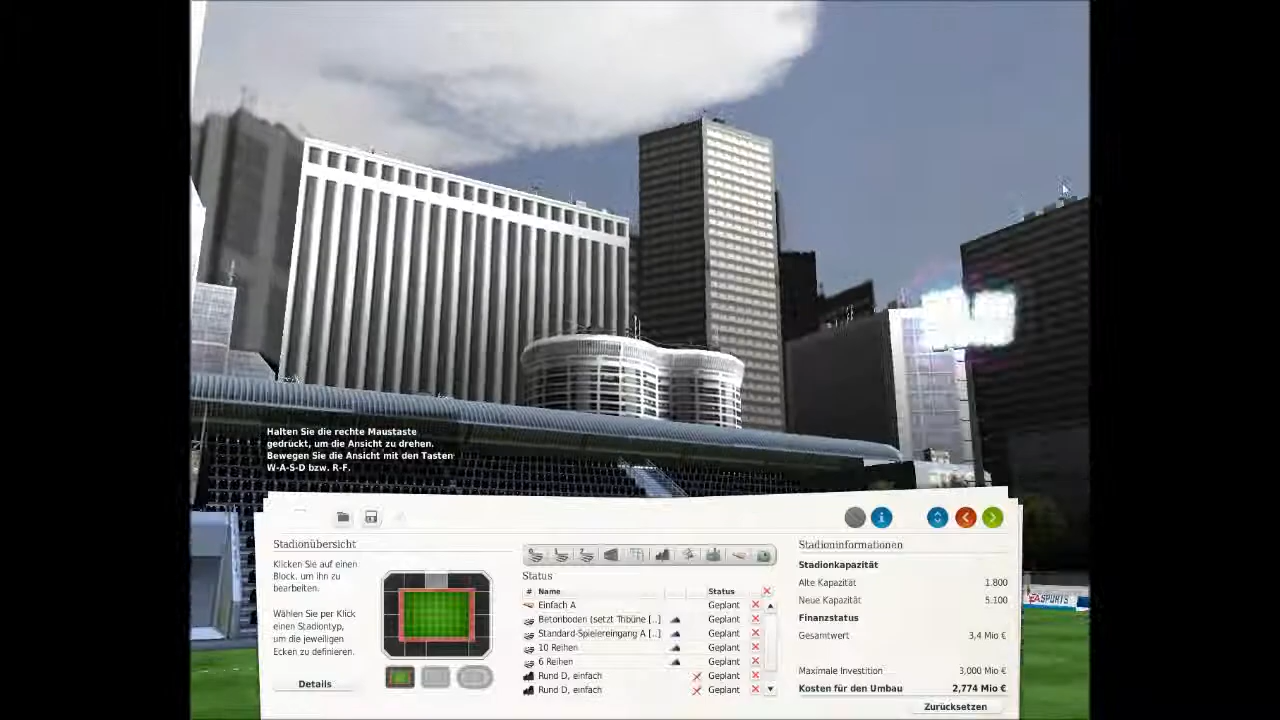 Halten Sie die rechte Maustaste
gedrückt, um die Ansicht zu drehen.
Bewegen Sie die Ansicht mit den Tasten
W-A-S-D bzw. R-F.
Stadionübersicht
Klicken Sie auf einen
Block, um ihn zu
bearbeiten.
Wählen Sie per Klick
einen Stadiontyp,
um die jeweiligen
Ecken zu definieren.
Details
Status
# Name Status
Einfach A Geplant
Betonboden (setzt Tribüne [..] Geplant
Standard-Spielereingang A [..] Geplant
10 Reihen Geplant
6 Reihen Geplant
Rund D, einfach Geplant
Rund D, einfach Geplant
Stadioninformationen
Stadionkapazität
Alte Kapazität 1.800
Neue Kapazität 5.100
Finanzstatus
Gesamtwert 3,4 Mio €
Maximale Investition 3,000 Mio €
Kosten für den Umbau 2,774 Mio €
Zurücksetzen
EA SPORTS